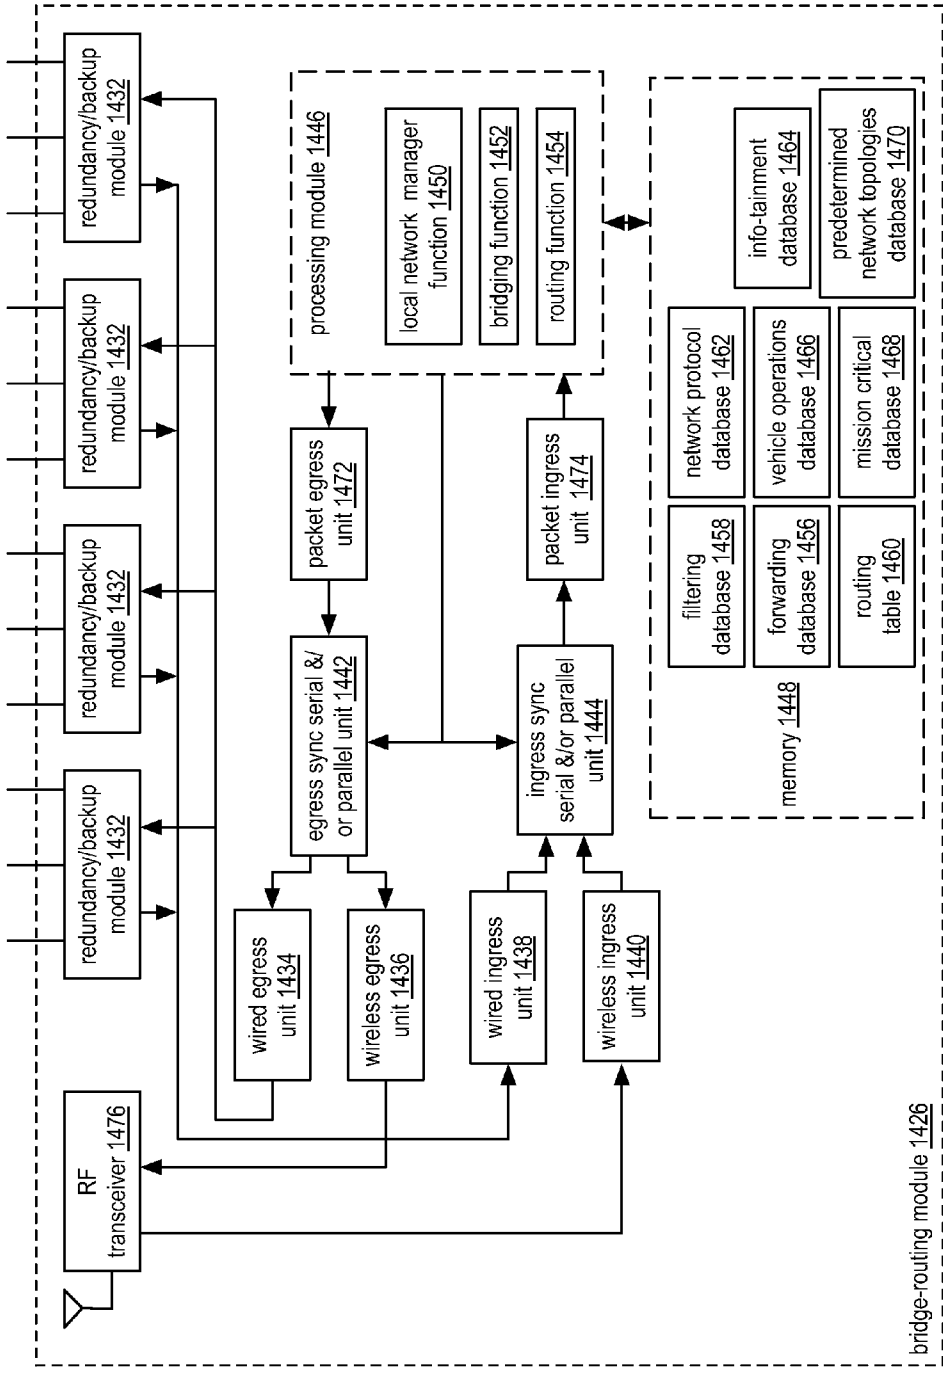 RF
transceiver 1476
redundancy/backup
module 1432
redundancy/backup
module 1432
redundancy/backup
module 1432
redundancy/backup
module 1432
wired egress
unit 1434
wireless egress
unit 1436
egress sync serial &/
or parallel unit 1442
packet egress
unit 1472
processing module 1446
local network manager
function 1450
bridging function 1452
routing function 1454
wired ingress
unit 1438
wireless ingress
unit 1440
ingress sync
serial &/or parallel
unit 1444
packet ingress
unit 1474
memory 1448
filtering
database 1458
network protocol
database 1462
forwarding
database 1456
vehicle operations
database 1466
info-tainment
database 1464
routing
table 1460
mission critical
database 1468
predetermined
network topologies
database 1470
bridge-routing module 1426